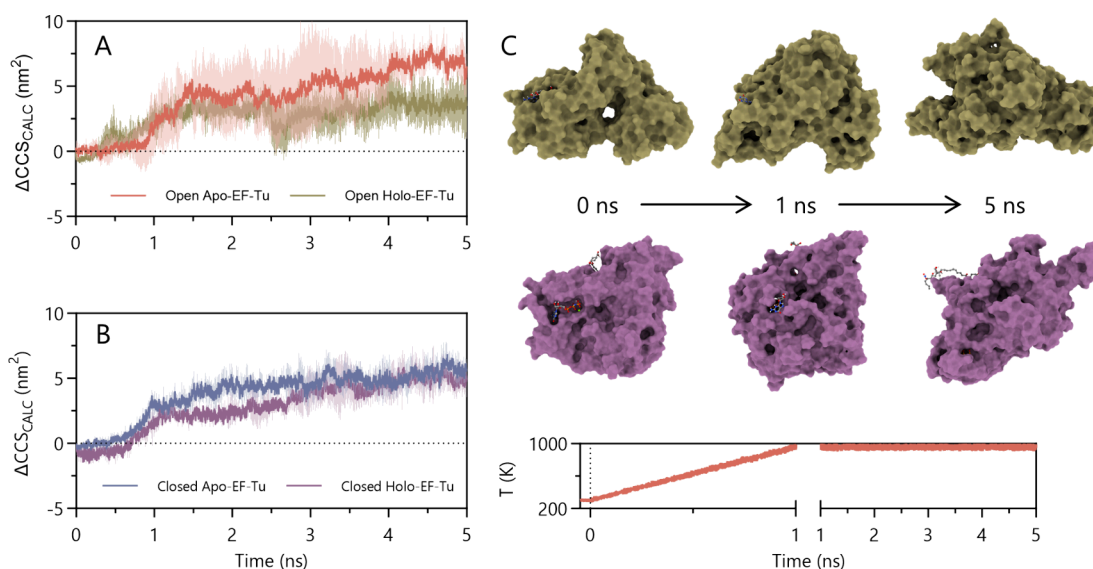 A
ΔCCS_CALC (nm²)
10
5
0
-5
Open Apo-EF-Tu
Open Holo-EF-Tu
0
1
2
3
4
5
B
ΔCCS_CALC (nm²)
10
5
0
-5
Closed Apo-EF-Tu
Closed Holo-EF-Tu
0
1
2
3
4
5
Time (ns)
C
0 ns
1 ns
5 ns
T (K)
1000
200
0
1
1
2
3
4
5
Time (ns)